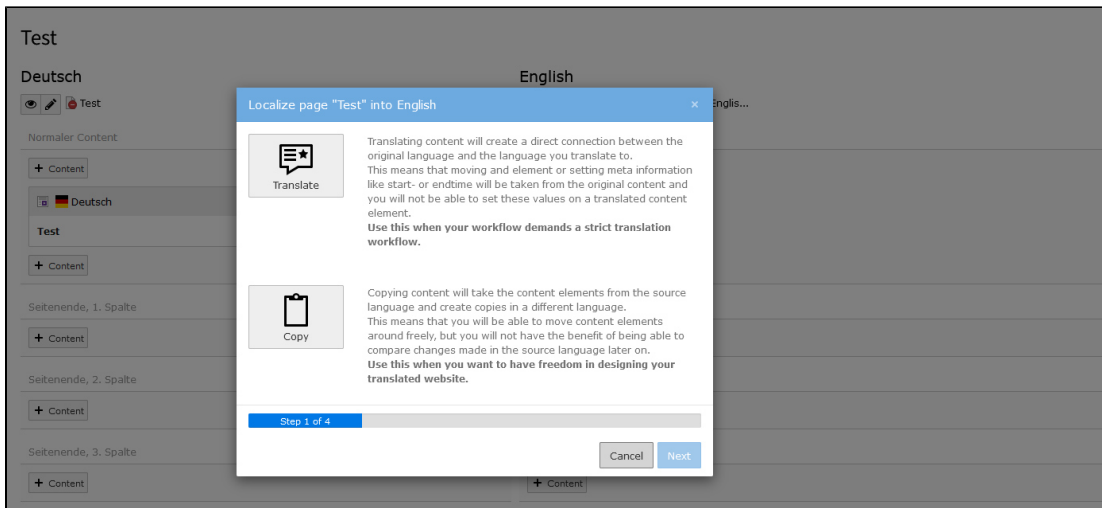 Test
Deutsch
English
Test
Englis...
Localize page "Test" into English
×
Normaler Content
+ Content
Deutsch
Test
+ Content
Translate
Translating content will create a direct connection between the
original language and the language you translate to.
This means that moving and element or setting meta information
like start- or endtime will be taken from the original content and
you will not be able to set these values on a translated content
element.
Use this when your workflow demands a strict translation
workflow.
Seitenende, 1. Spalte
+ Content
Copy
Copying content will take the content elements from the source
language and create copies in a different language.
This means that you will be able to move content elements
around freely, but you will not have the benefit of being able to
compare changes made in the source language later on.
Use this when you want to have freedom in designing your
translated website.
Seitenende, 2. Spalte
+ Content
Step 1 of 4
Seitenende, 3. Spalte
Cancel
Next
+ Content
+ Content